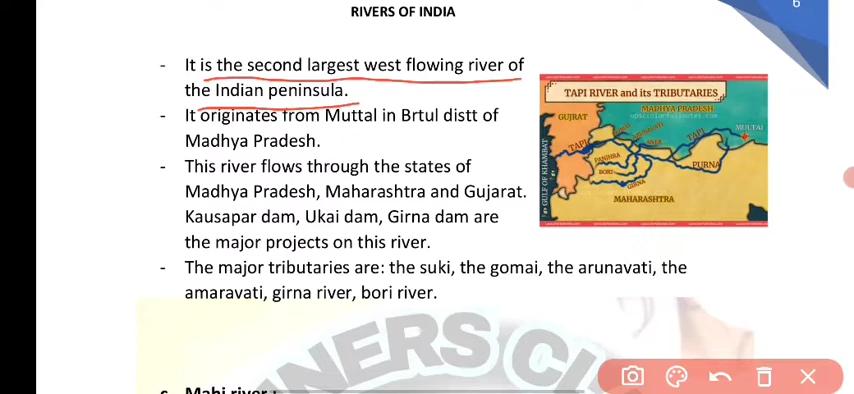 6
RIVERS OF INDIA
- It is the second largest west flowing river of
the Indian peninsula.
- It originates from Muttal in Brtul distt of
Madhya Pradesh.
- This river flows through the states of
Madhya Pradesh, Maharashtra and Gujarat.
Kausapar dam, Ukai dam, Girna dam are
the major projects on this river.
- The major tributaries are: the suki, the gomai, the arunavati, the
amaravati, girna river, bori river.
TAPI RIVER and its TRIBUTARIES
MADHYA PRADESH
GUJRAT
MULTAI
TAPI
TAPI
PANJHRA
PURNA
BORI
GIRNA
MAHARASHTRA
GULF OF KHAMBAT
NERS CL
c. Mahi river :